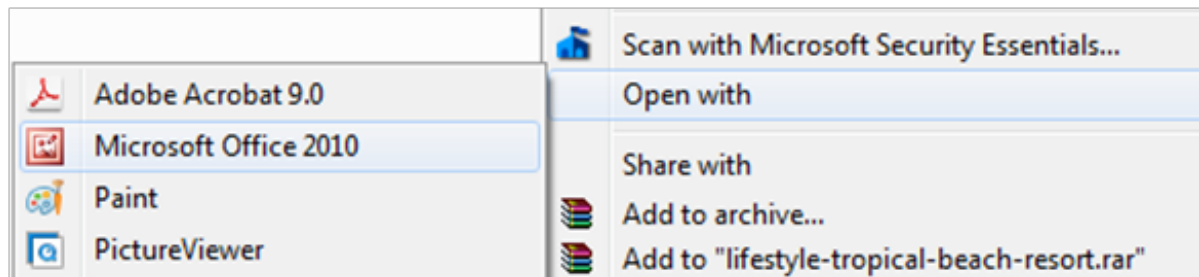 Scan with Microsoft Security Essentials...
Open with
Share with
Add to archive...
Add to "lifestyle-tropical-beach-resort.rar"
Adobe Acrobat 9.0
Microsoft Office 2010
Paint
PictureViewer